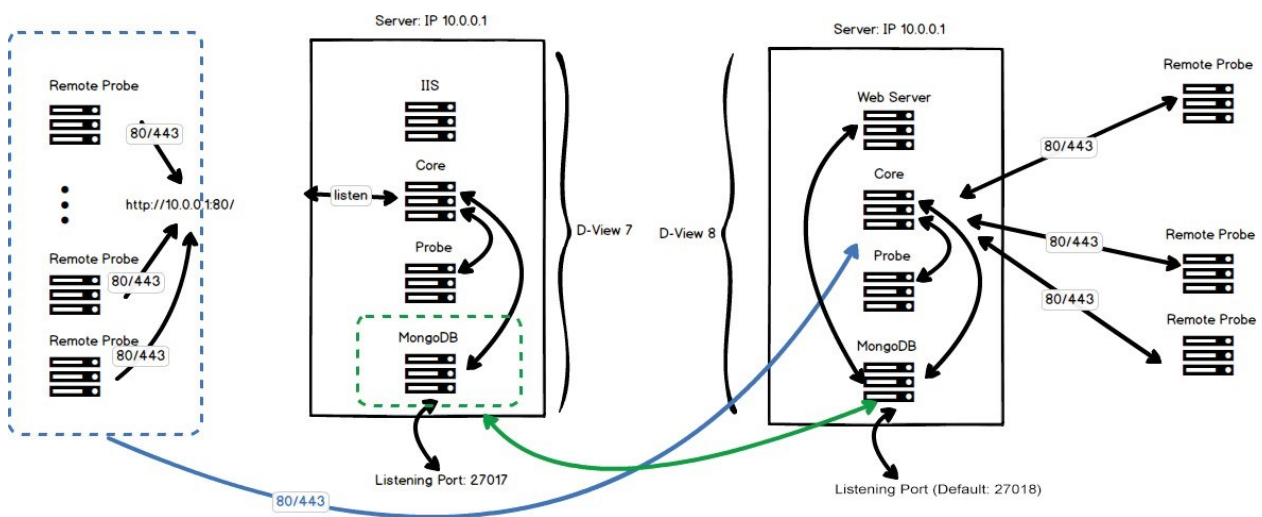 Server: IP 10.0.0.1
Server: IP 10.0.0.1
Remote Probe
80/443
http://10.0.0.1:80/
Remote Probe
80/443
Remote Probe
80/443
IIS
Core
listen
Probe
MongoDB
Listening Port: 27017
D-View 7
D-View 8
Web Server
Core
Probe
MongoDB
Listening Port (Default: 27018)
Remote Probe
80/443
Remote Probe
80/443
Remote Probe
80/443
80/443